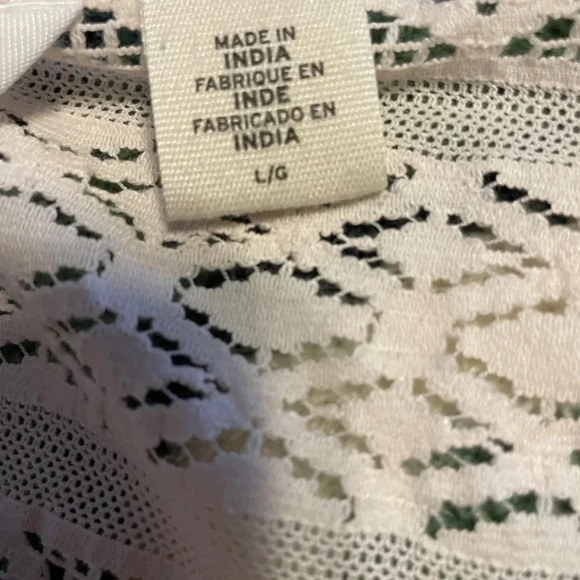 MADE IN
INDIA
FABRIQUE EN
INDE
FABRICADO EN
INDIA
L/G